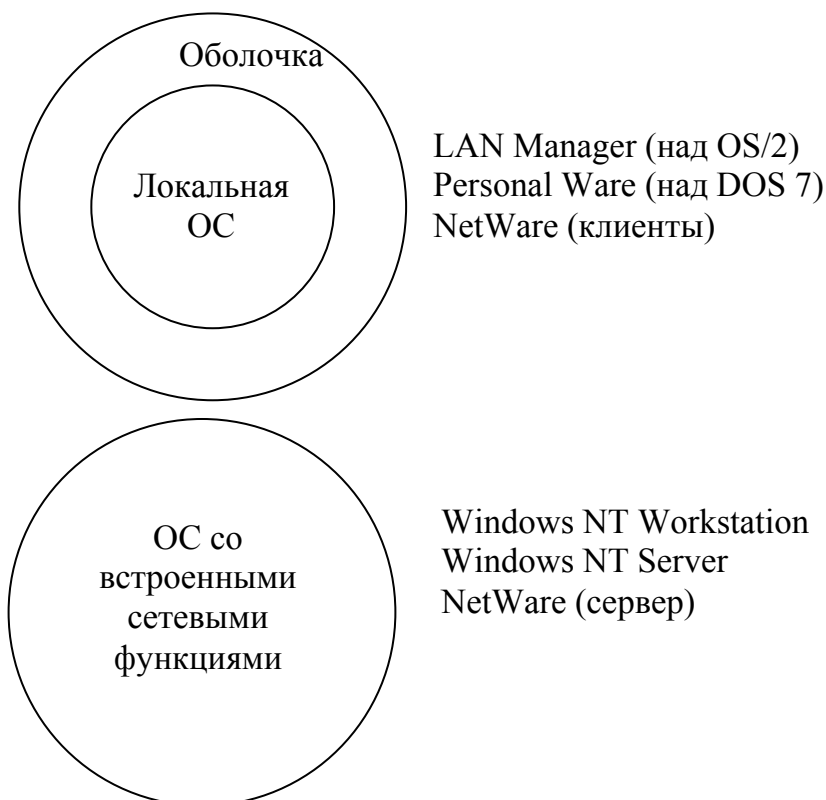 Оболочка
Локальная
ОС
LAN Manager (над OS/2)
Personal Ware (над DOS 7)
NetWare (клиенты)
ОС со
встроенными
сетевыми
функциями
Windows NT Workstation
Windows NT Server
NetWare (сервер)